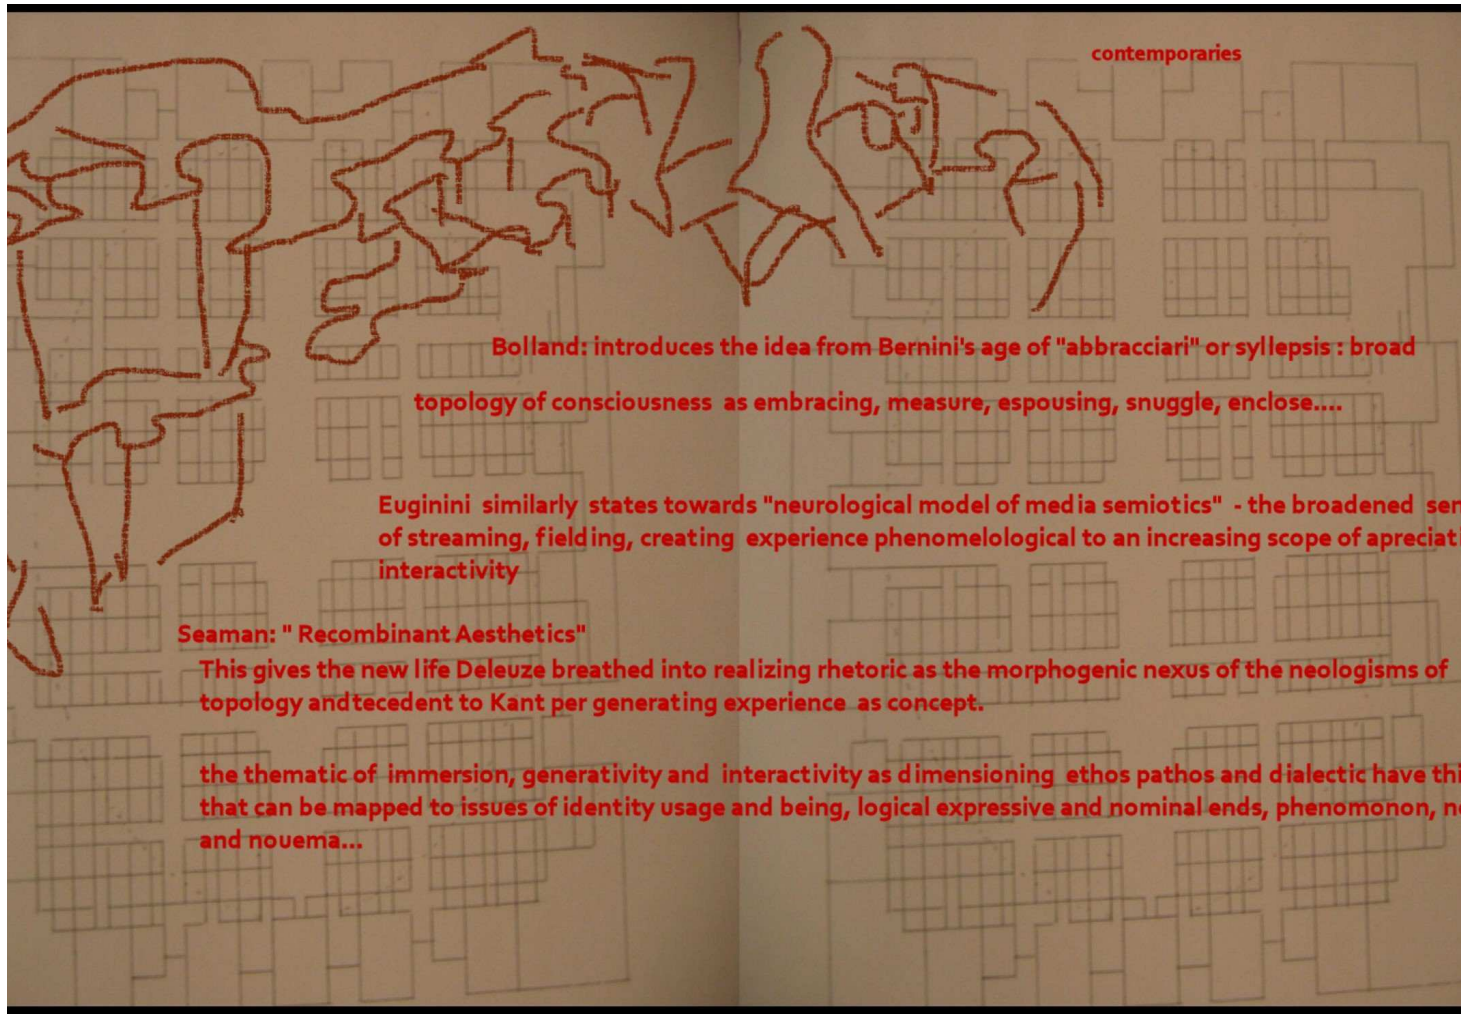 contemporaries
Bolland: introduces the idea from Bernini's age of "abbracciari" or syllepsis : broad
topology of consciousness as embracing, measure, espousing, snuggle, enclose....
Euginini similarly states towards "neurological model of media semiotics" - the broadened
of streaming, fielding, creating experience phenomelological to an increasing scope of
interactivity
Seaman: " Recombinant Aesthetics"
This gives the new life Deleuze breathed into realizing rhetoric as the morphogenic nexus of the neologisms of
topology andtecedent to Kant per generating experience as concept.
the thematic of immersion, generativity and interactivity as dimensioning ethos pathos and dialectic have
that can be mapped to issues of identity usage and being, logical expressive and nominal ends, phenomonon,
and nouema...